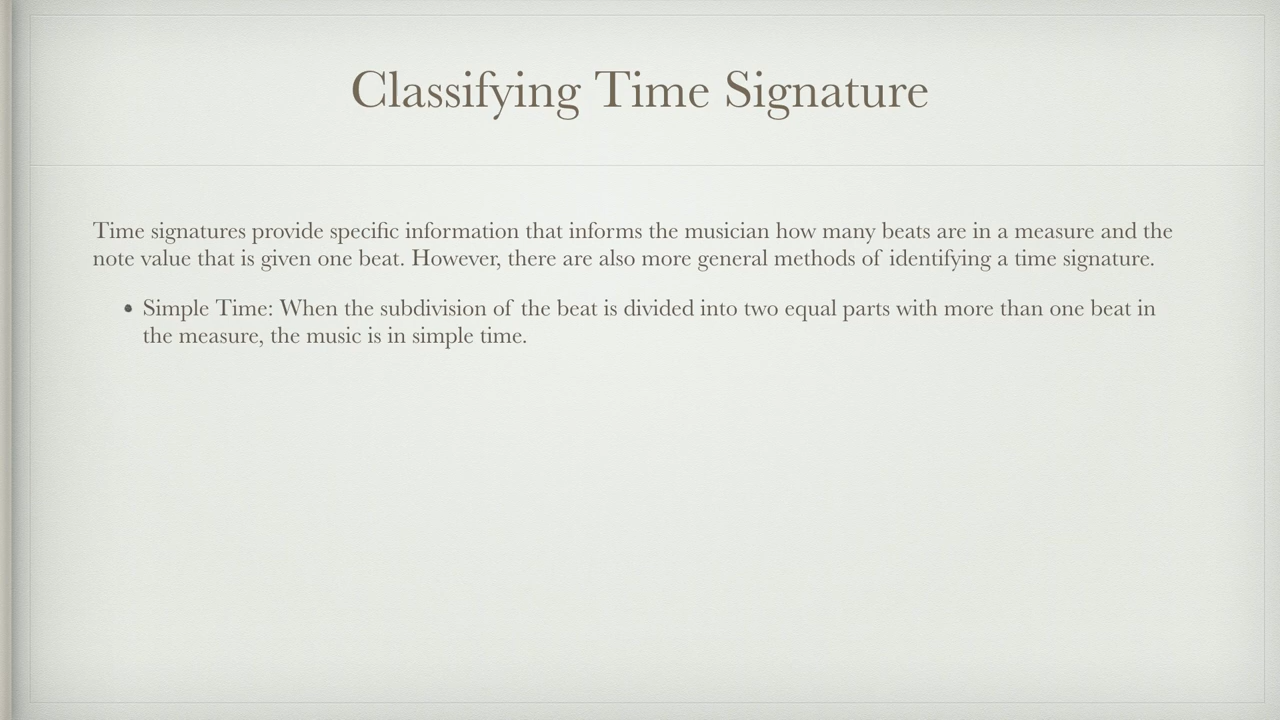 Classifying Time Signature
Time signatures provide specific information that informs the musician how many beats are in a measure and the
note value that is given one beat. However, there are also more general methods of identifying a time signature.
• Simple Time: When the subdivision of the beat is divided into two equal parts with more than one beat in
the measure, the music is in simple time.